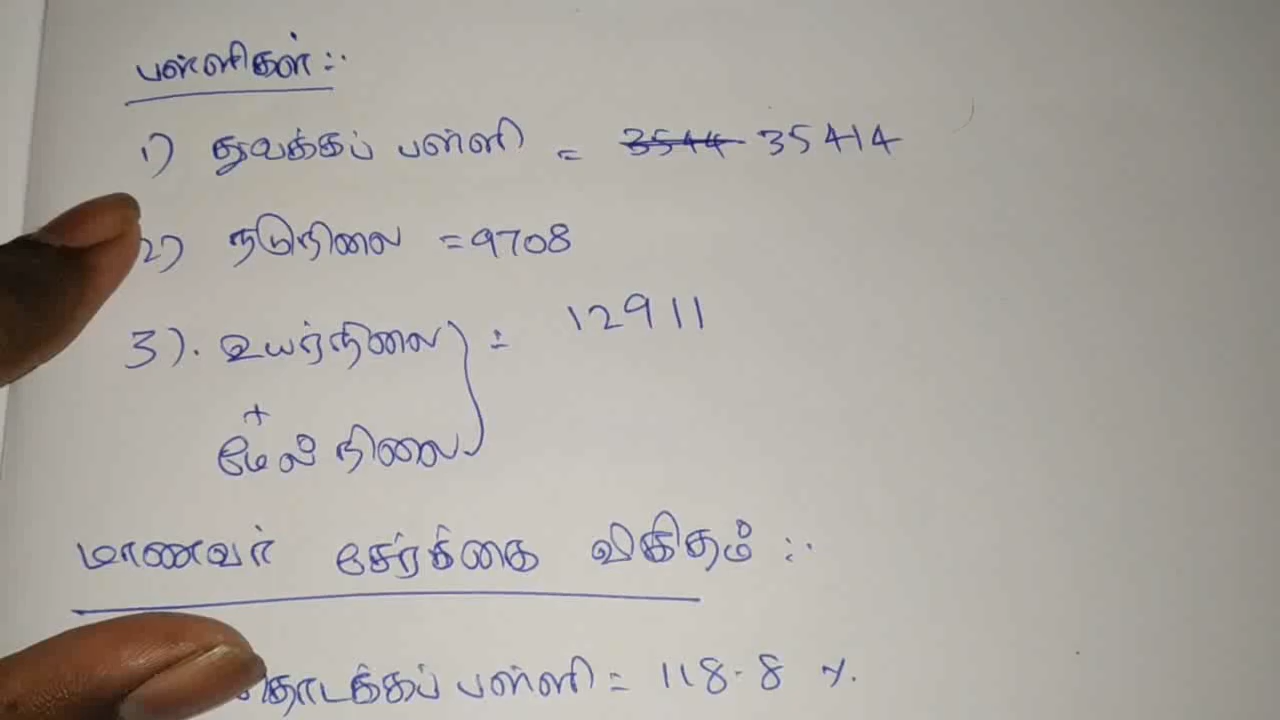 பள்ளிகள் :-
1) துவக்கப் பள்ளி = 3544 35414
2) நடுநிலை = 9708
3). உயர்நிலை = 12911
+
மேல் நிலை
மாணவர் சேர்க்கை விகிதம் :-
தொடக்கப் பள்ளி = 118.8 %.